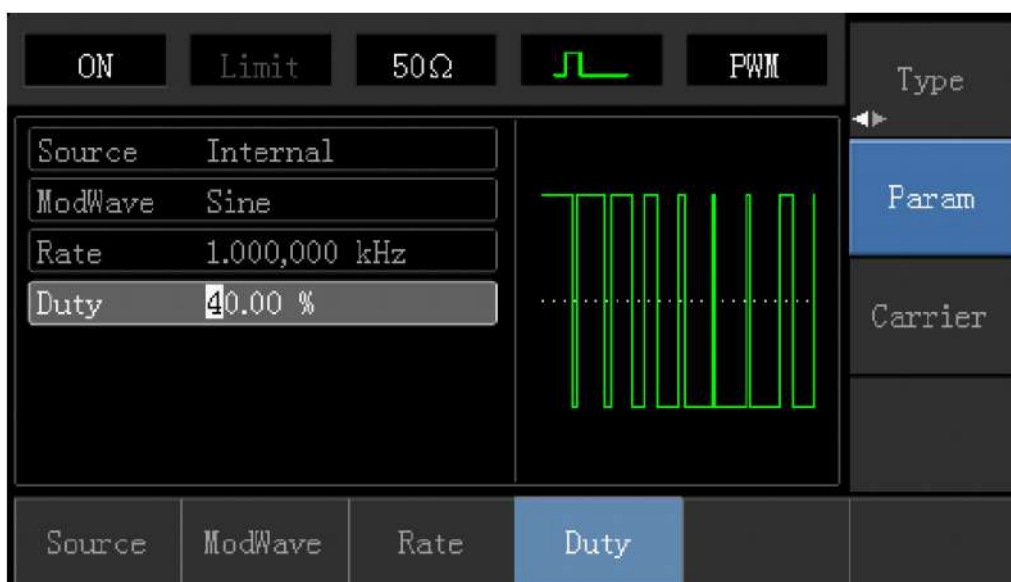 ON Limit 50Ω PWM
Type
Source Internal
ModWave Sine
Rate 1.000,000 kHz
Duty 40.00 %
Param
Carrier
Source ModWave Rate Duty